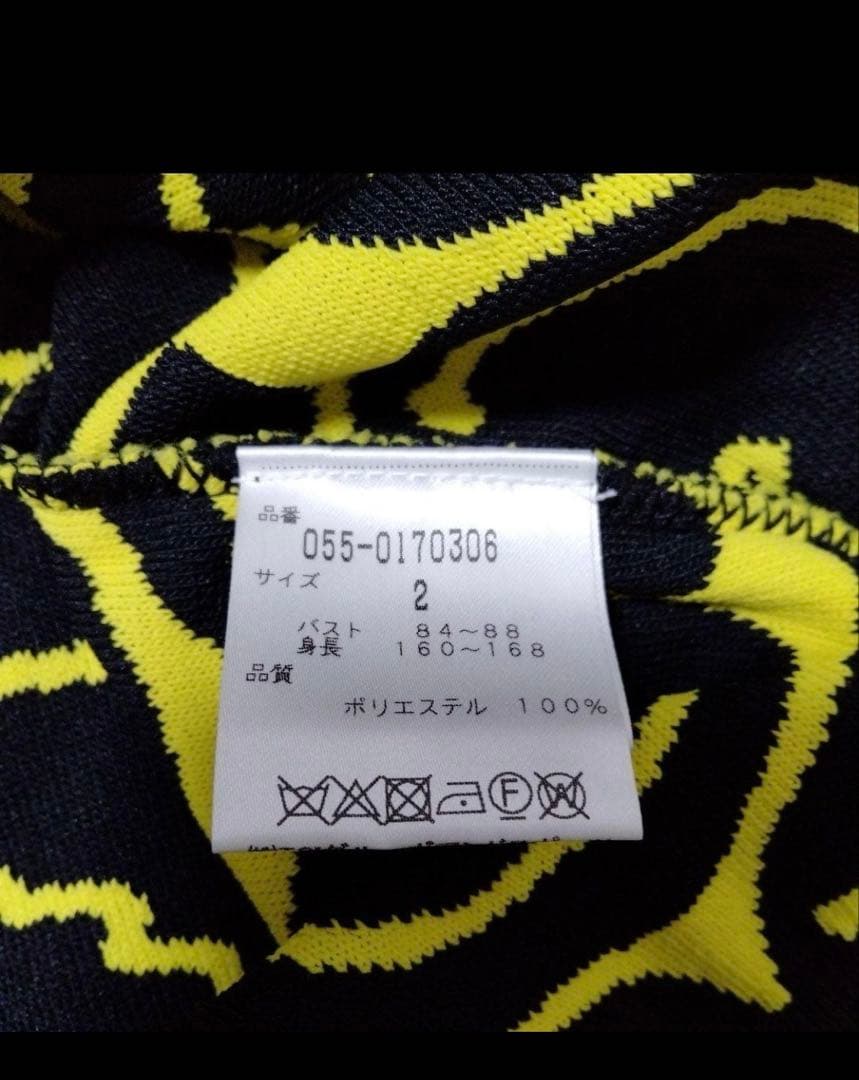 品番
055-0170306
サイズ
2
バスト 84～88
身長 160～168
品質
ポリエステル 100%
F
W